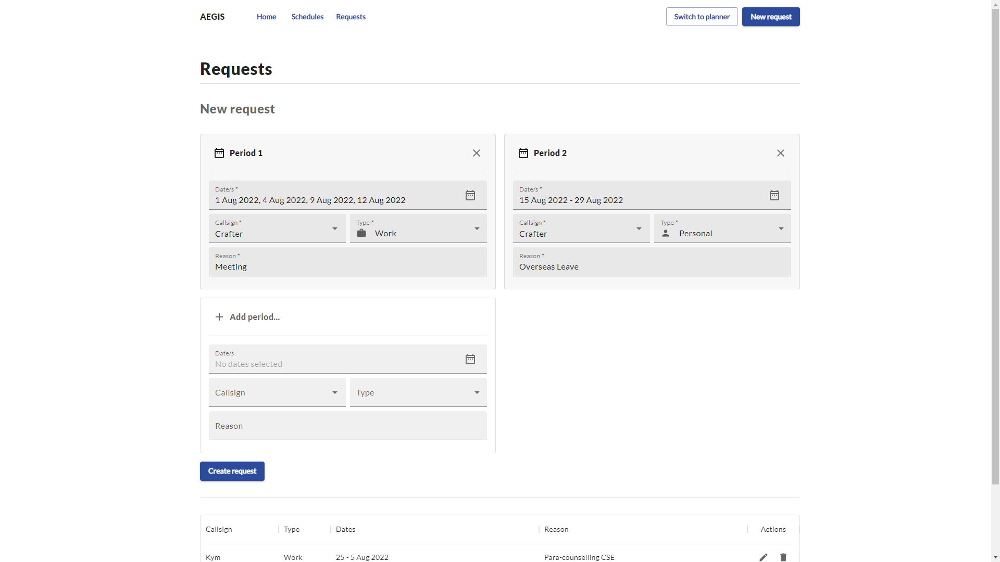 AEGIS Home Schedules Requests Switch to planner New request
Requests
New request
Period 1
Date/s *
1 Aug 2022, 4 Aug 2022, 9 Aug 2022, 12 Aug 2022
Callsign * Type *
Crafter Work
Reason *
Meeting
Period 2
Date/s *
15 Aug 2022 - 29 Aug 2022
Callsign * Type *
Crafter Personal
Reason *
Overseas Leave
Add period...
Date/s
No dates selected
Callsign Type
Reason
Create request
Callsign Type Dates Reason Actions
Kym Work 25 - 5 Aug 2022 Para-counselling CSE